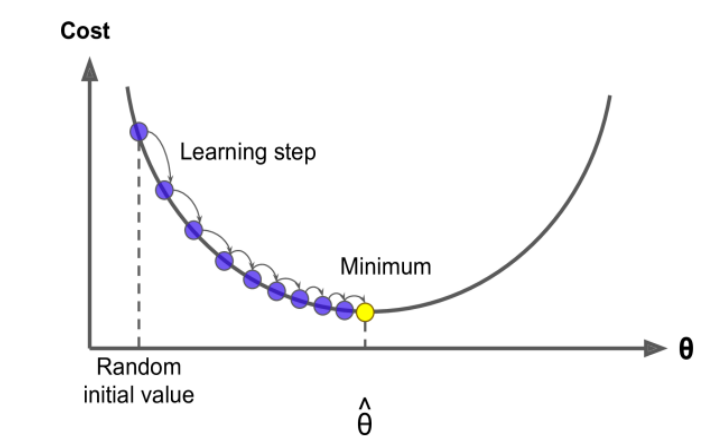 Cost
Learning step
Minimum
θ
Random
initial value
θ̂